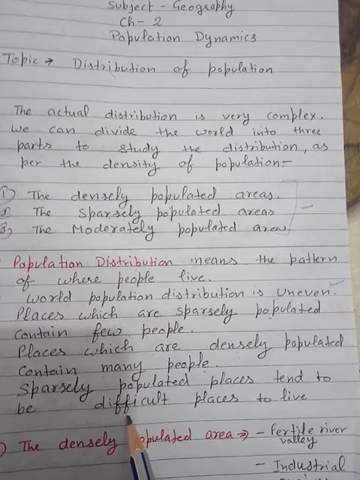 Subject - Geography
Ch- 2
Population Dynamics
Topic → Distribution of population
The actual distribution is very complex.
We can divide the world into three
parts to study the distribution, as
per the density of population-
① The densely populated areas.
② The Sparsely populated areas
③ The Moderately populated areas
Population Distribution means the pattern
of where people live.
World population distribution is Uneven.
Places which are sparsely populated
contain few people.
Places which are densely populated
contain many people.
Sparsely populated places tend to
be difficult places to live
) The densely populated area → - Fertile river
valley
- Industrial